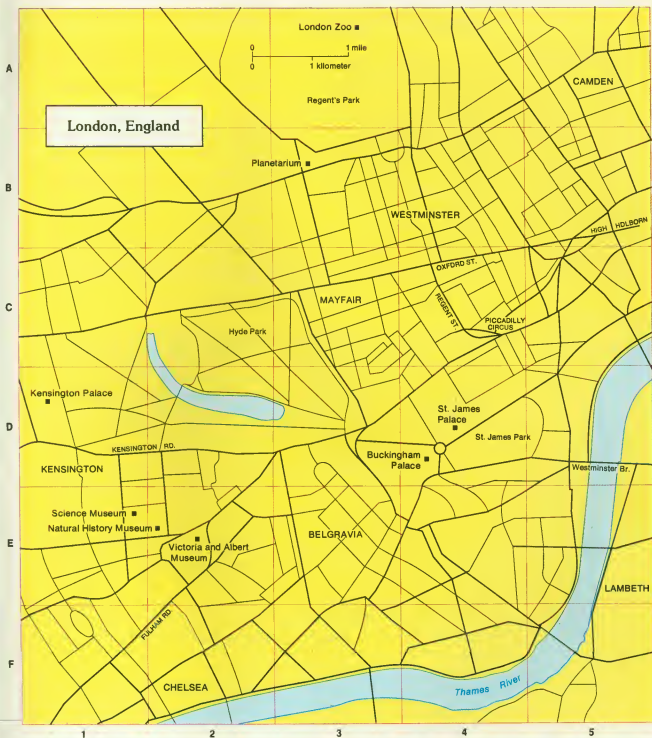 London Zoo
0 1 mile
0 1 kilometer
A
CAMDEN
Regent's Park
London, England
Planetarium
B
WESTMINSTER
HIGH HOLBORN
OXFORD ST.
MAYFAIR
C
REGENT ST.
PICCADILLY
CIRCUS
Hyde Park
Kensington Palace
St. James
Palace
D
St. James Park
KENSINGTON RD.
Buckingham
Palace
KENSINGTON
Westminster Br.
Science Museum
Natural History Museum
BELGRAVIA
E
Victoria and Albert
Museum
LAMBETH
FULHAM RD.
F
CHELSEA
Thames River
1 2 3 4 5